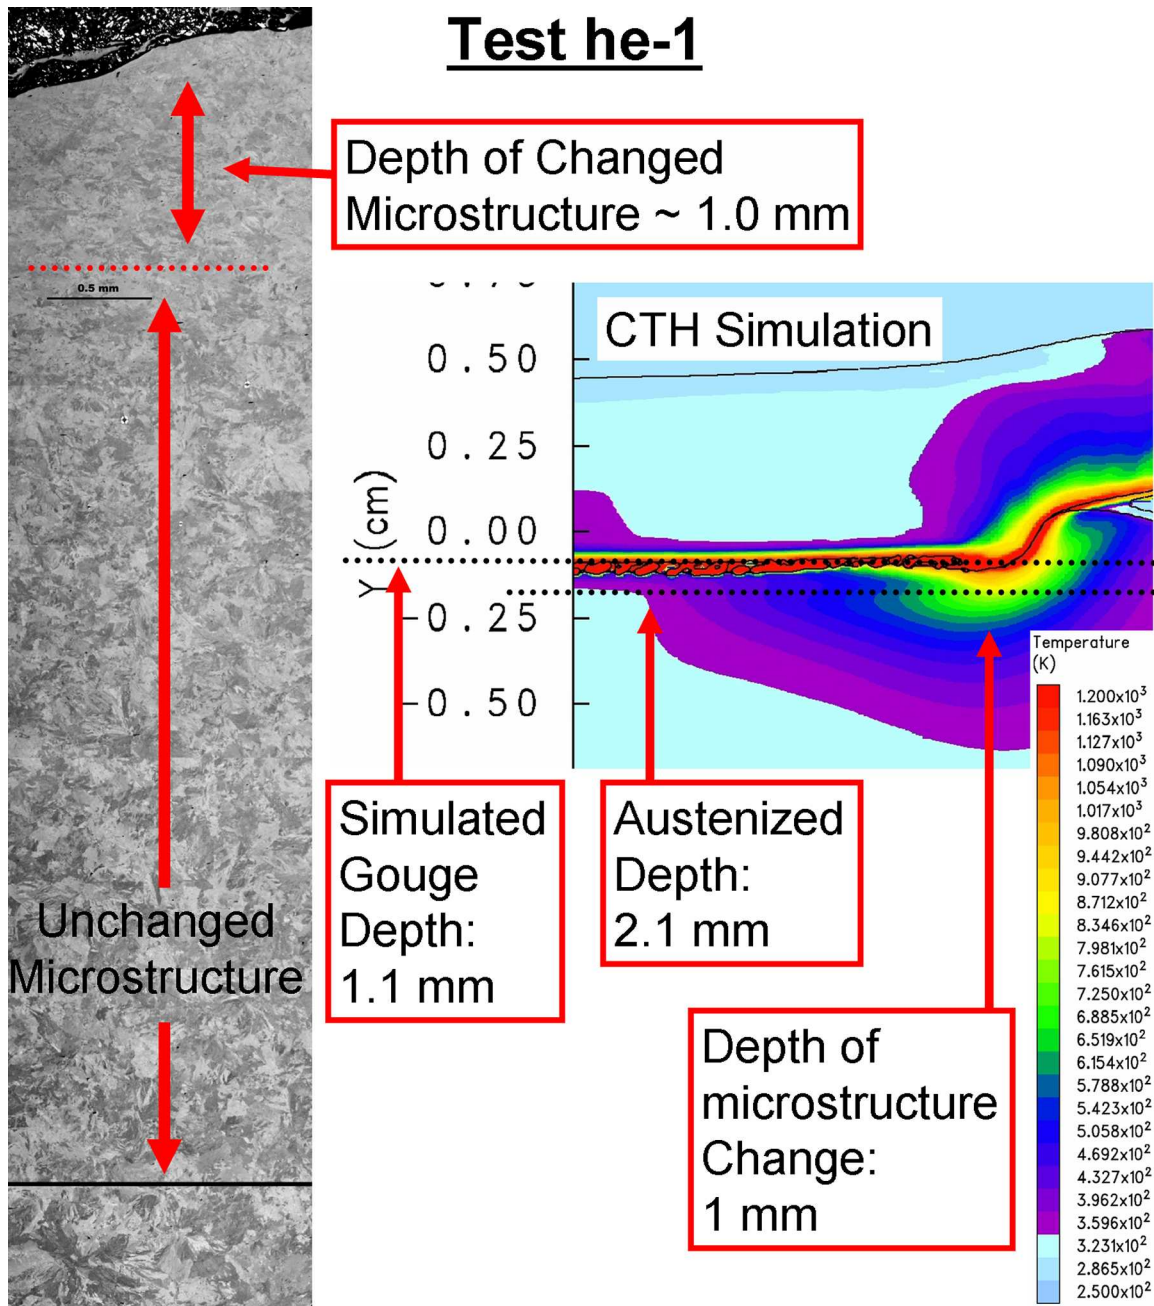 Test he-1
Depth of Changed
Microstructure ~ 1.0 mm
0.5 mm
Unchanged
Microstructure
CTH Simulation
0.50
0.25
0.00
-0.25
-0.50
Y (cm)
Simulated
Gouge
Depth:
1.1 mm
Austenized
Depth:
2.1 mm
Depth of
microstructure
Change:
1 mm
Temperature
(K)
1.200x10³
1.163x10³
1.127x10³
1.090x10³
1.054x10³
1.017x10³
9.808x10²
9.442x10²
9.077x10²
8.712x10²
8.346x10²
7.981x10²
7.615x10²
7.250x10²
6.885x10²
6.519x10²
6.154x10²
5.788x10²
5.423x10²
5.058x10²
4.692x10²
4.327x10²
3.962x10²
3.596x10²
3.231x10²
2.865x10²
2.500x10²